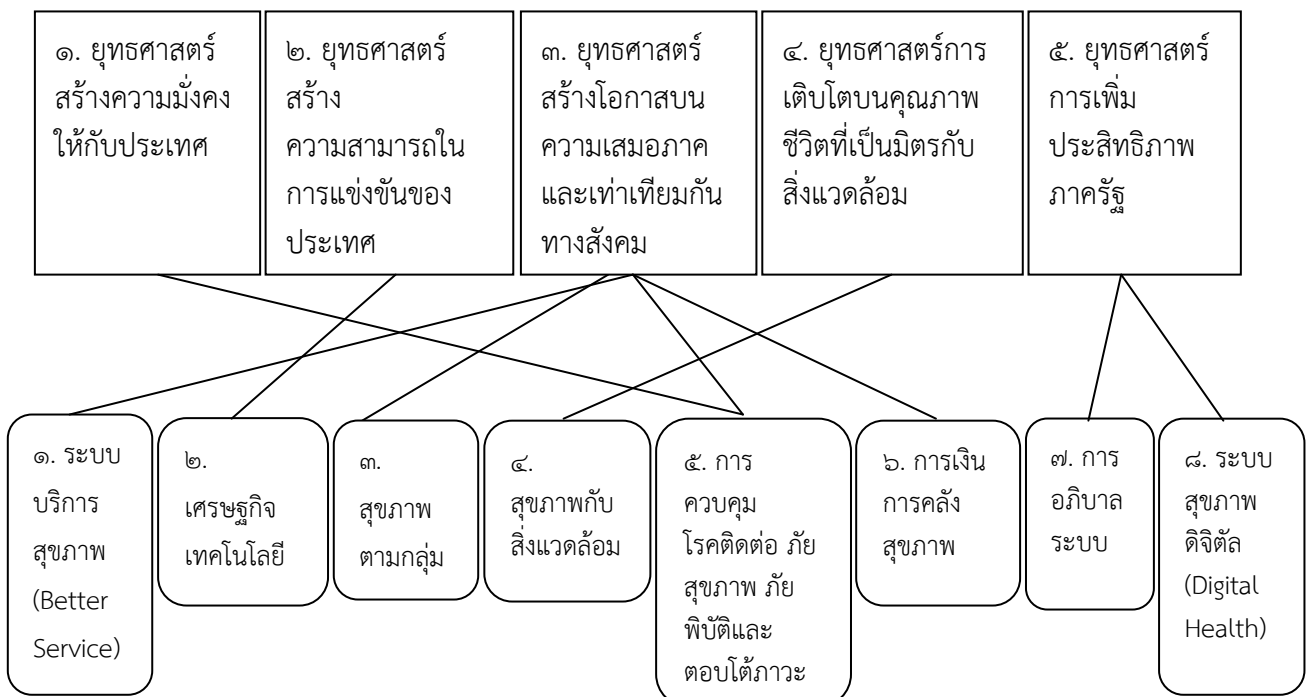 ๑. ยุทธศาสตร์
สร้างความมั่งคง
ให้กับประเทศ
๒. ยุทธศาสตร์
สร้าง
ความสามารถใน
การแข่งขันของ
ประเทศ
๓. ยุทธศาสตร์
สร้างโอกาสบน
ความเสมอภาค
และเท่าเทียมกัน
ทางสังคม
๔. ยุทธศาสตร์การ
เติบโตบนคุณภาพ
ชีวิตที่เป็นมิตรกับ
สิ่งแวดล้อม
๕. ยุทธศาสตร์
การเพิ่ม
ประสิทธิภาพ
ภาครัฐ
๑. ระบบ
บริการ
สุขภาพ
(Better
Service)
๒.
เศรษฐกิจ
เทคโนโลยี
๓.
สุขภาพ
ตามกลุ่ม
๔.
สุขภาพกับ
สิ่งแวดล้อม
๕. การ
ควบคุม
โรคติดต่อ ภัย
สุขภาพ ภัย
พิบัติและ
ตอบโต้ภาวะ
๖. การเงิน
การคลัง
สุขภาพ
๗. การ
อภิบาล
ระบบ
๘. ระบบ
สุขภาพ
ดิจิตัล
(Digital
Health)